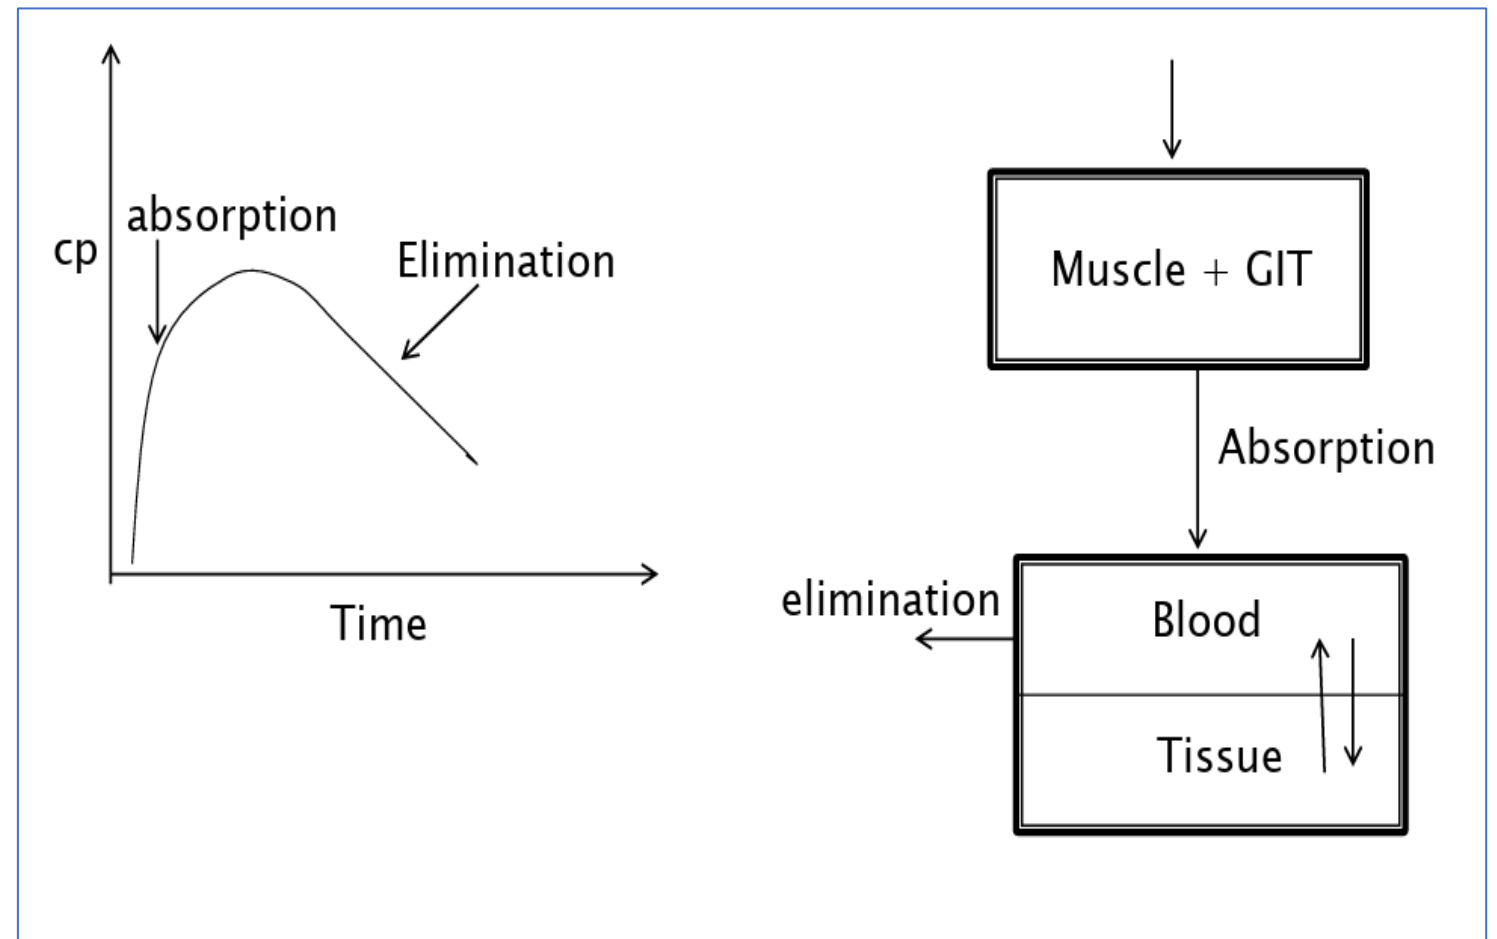 absorption
cp
Elimination
Time
Muscle + GIT
Absorption
elimination
Blood
Tissue